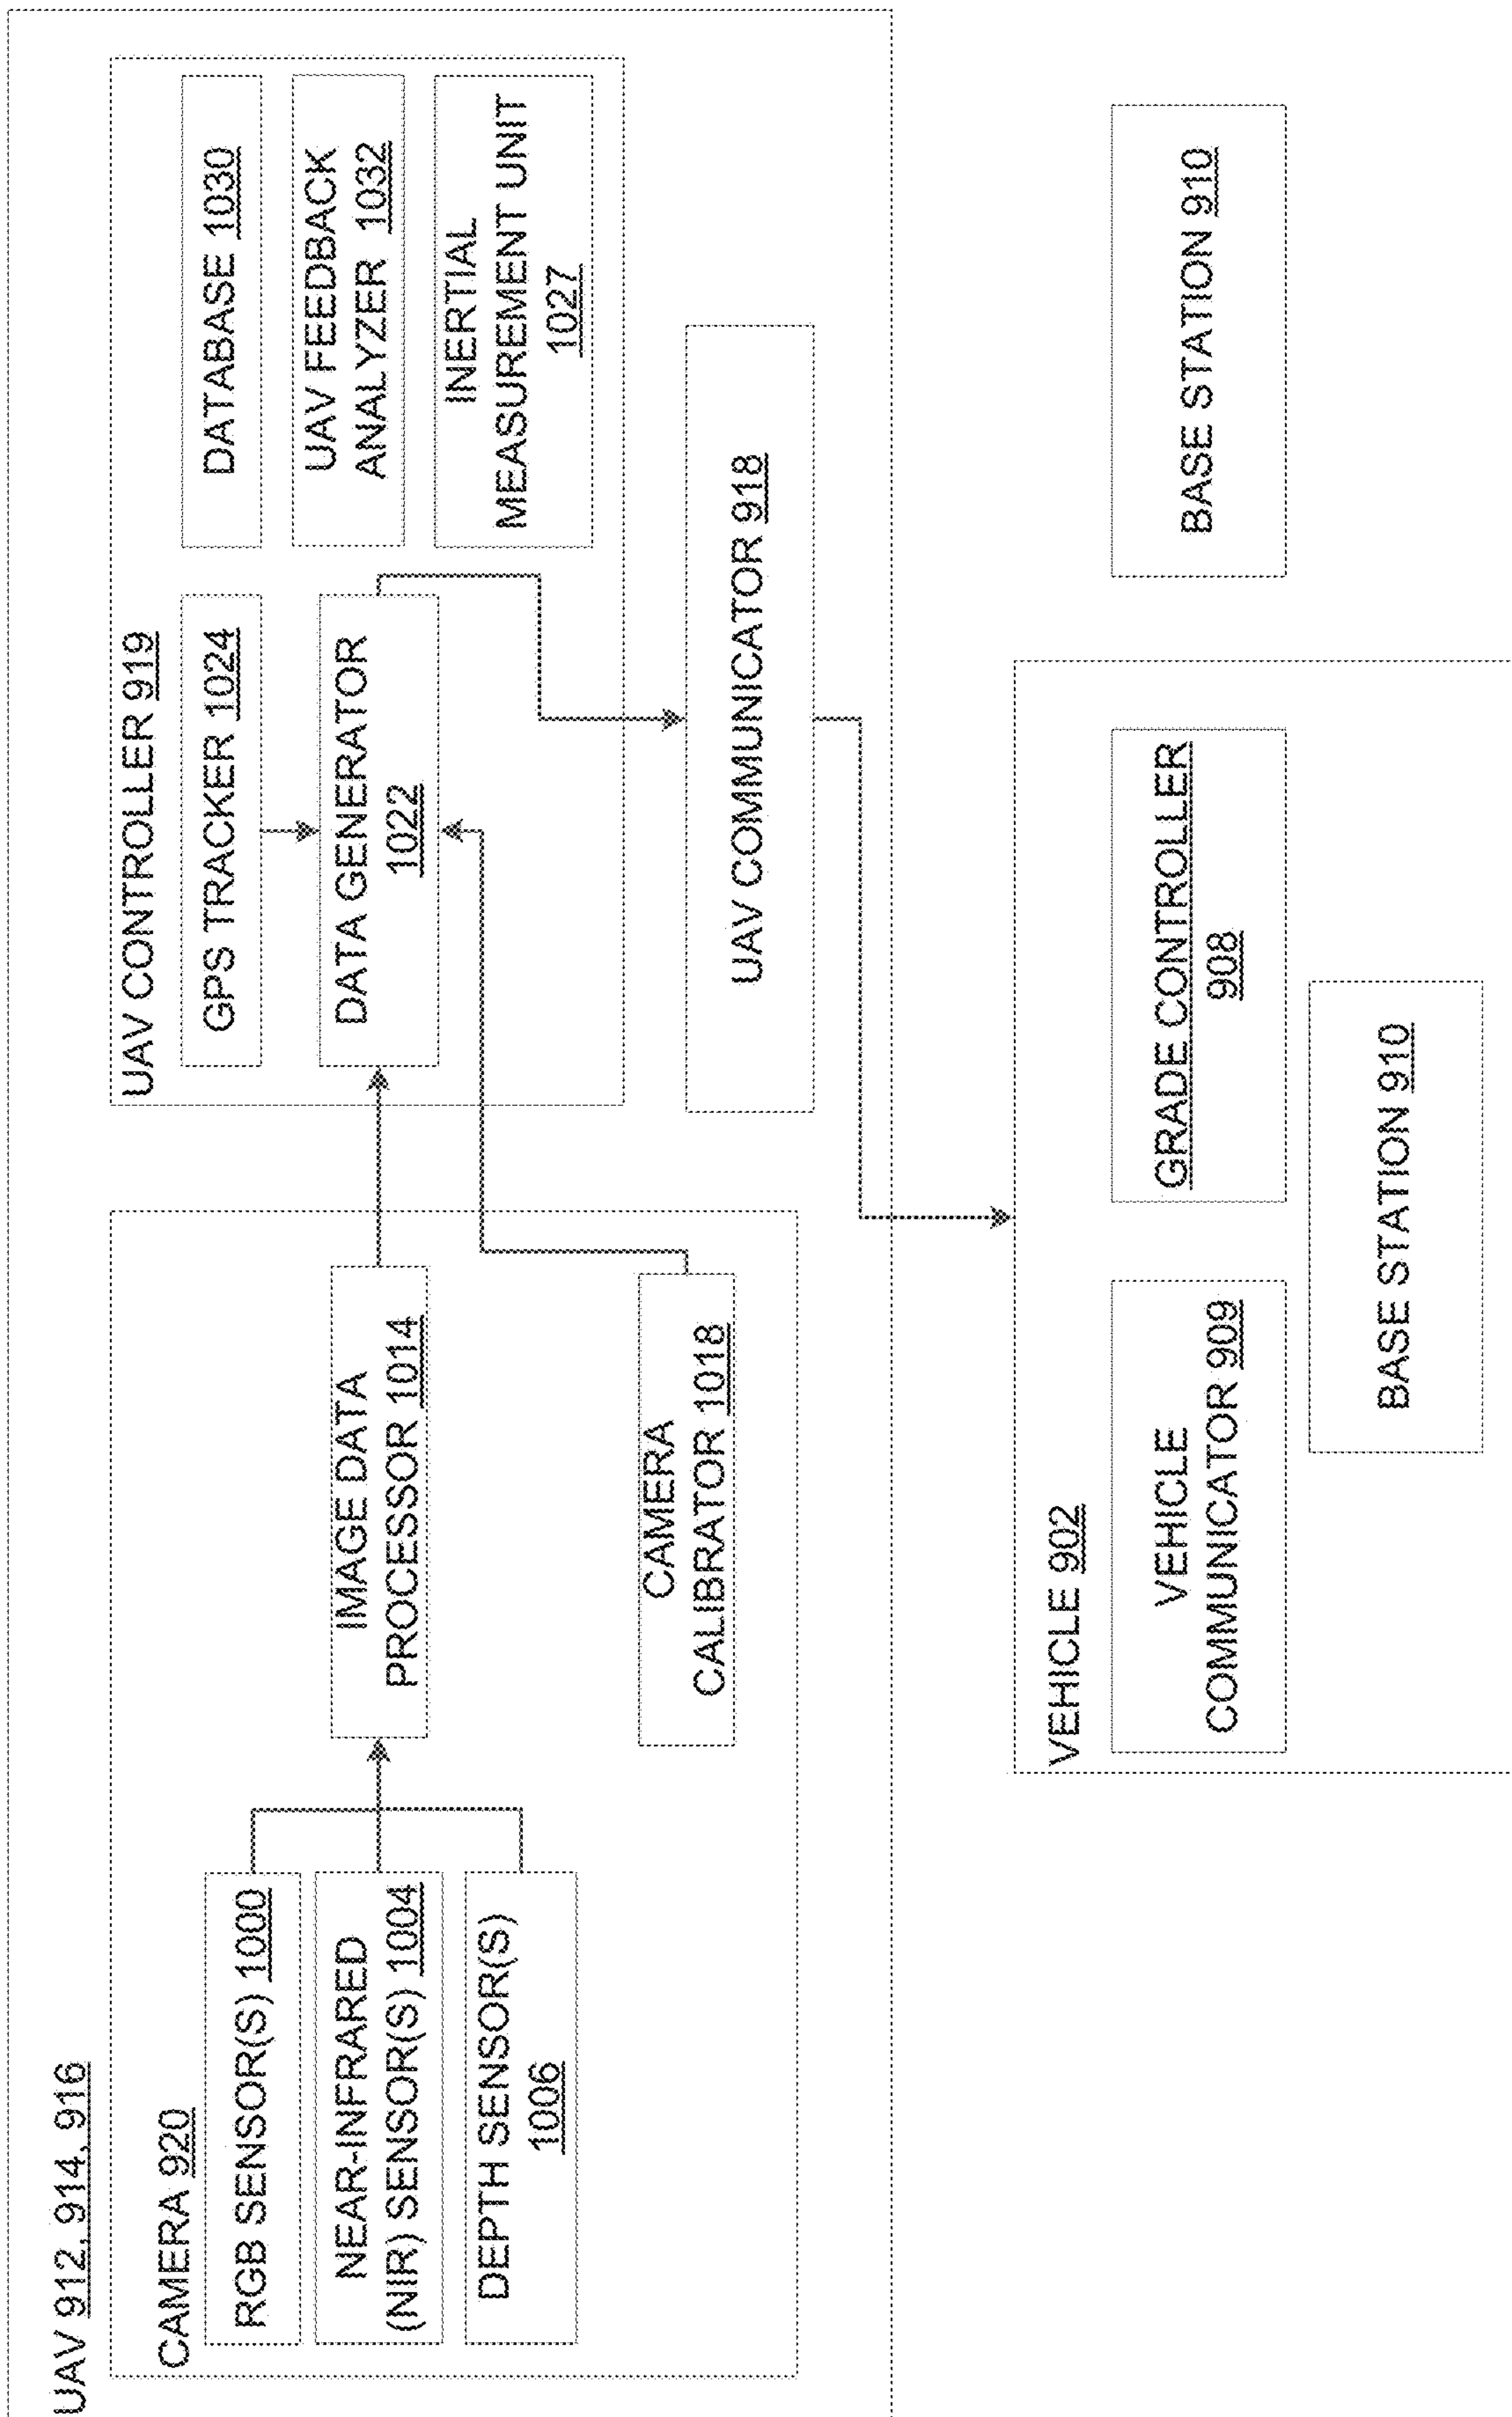 UAV 912, 914, 916
CAMERA 920
RGB SENSOR(S) 1000
NEAR-INFRARED
(NIR) SENSOR(S) 1004
DEPTH SENSOR(S)
1006
IMAGE DATA
PROCESSOR 1014
CAMERA
CALIBRATOR 1018
UAV CONTROLLER 919
GPS TRACKER 1024
DATA GENERATOR
1022
DATABASE 1030
UAV FEEDBACK
ANALYZER 1032
INERTIAL
MEASUREMENT UNIT
1027
UAV COMMUNICATOR 918
VEHICLE 902
VEHICLE
COMMUNICATOR 909
GRADE CONTROLLER
908
BASE STATION 910
BASE STATION 910